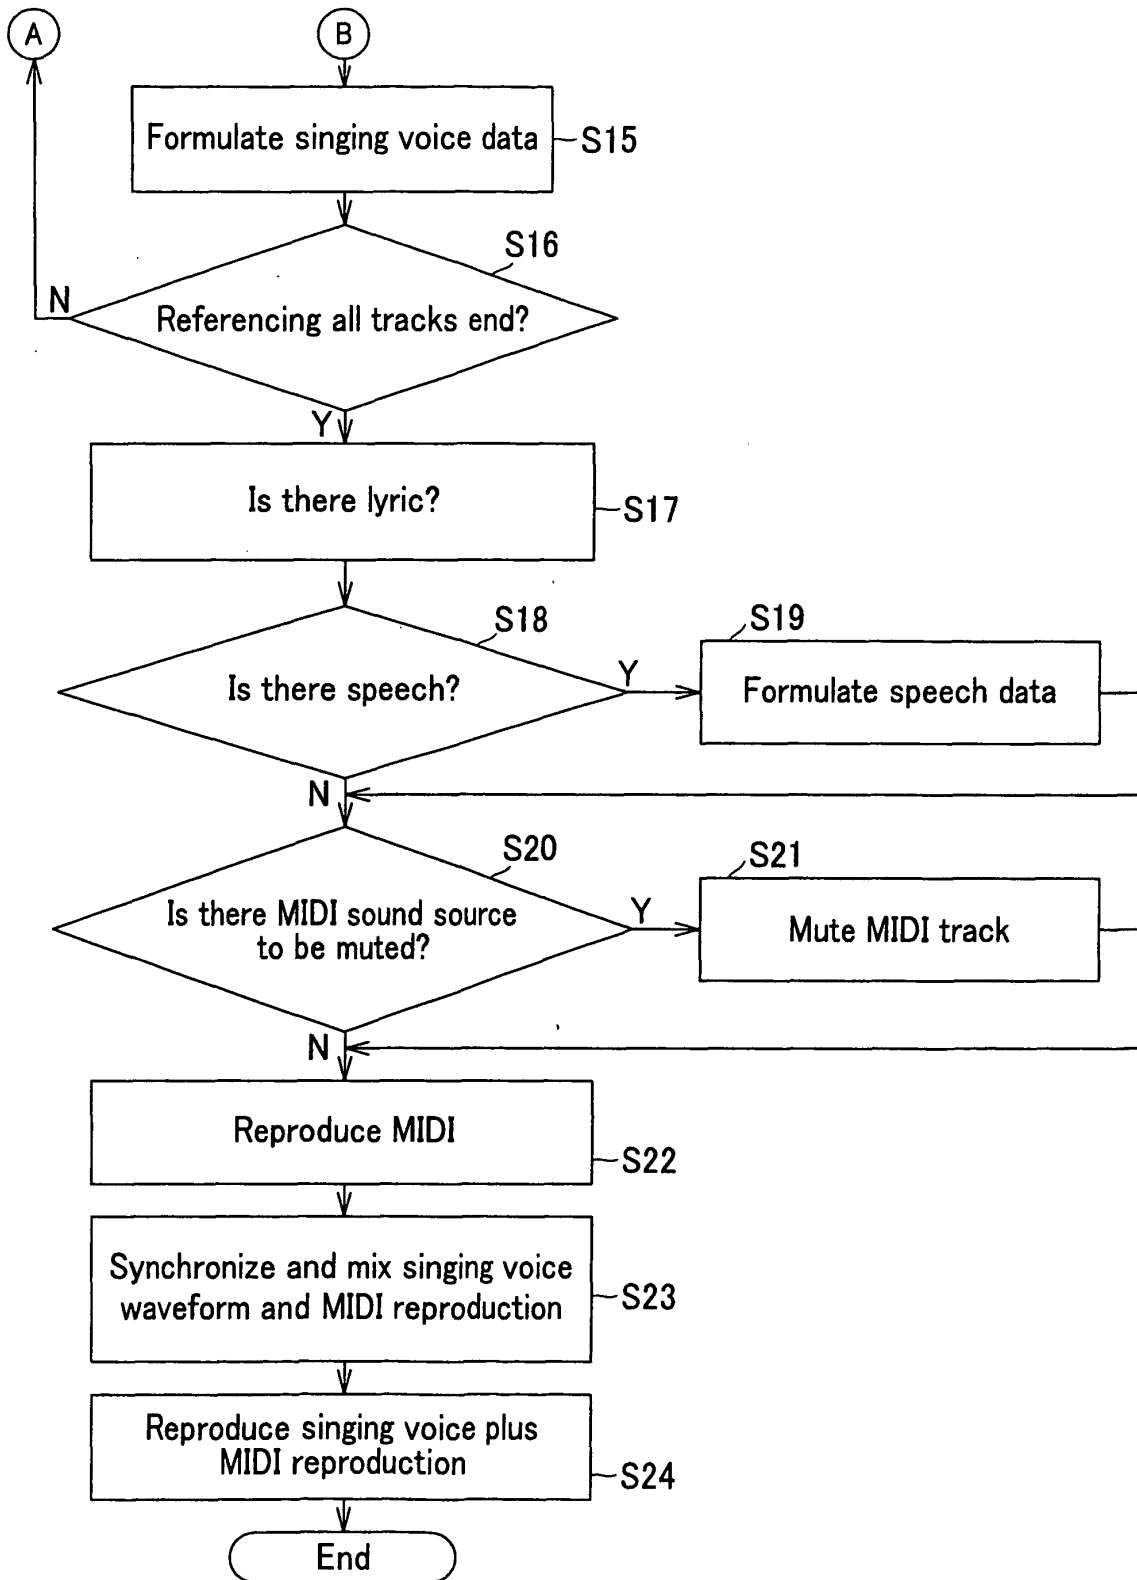 A
B
Formulate singing voice data
S15
S16
N
Referencing all tracks end?
Y
Is there lyric?
S17
S18
Is there speech?
Y
S19
Formulate speech data
N
S20
Is there MIDI sound source
to be muted?
Y
S21
Mute MIDI track
N
Reproduce MIDI
S22
Synchronize and mix singing voice
waveform and MIDI reproduction
S23
Reproduce singing voice plus
MIDI reproduction
S24
End